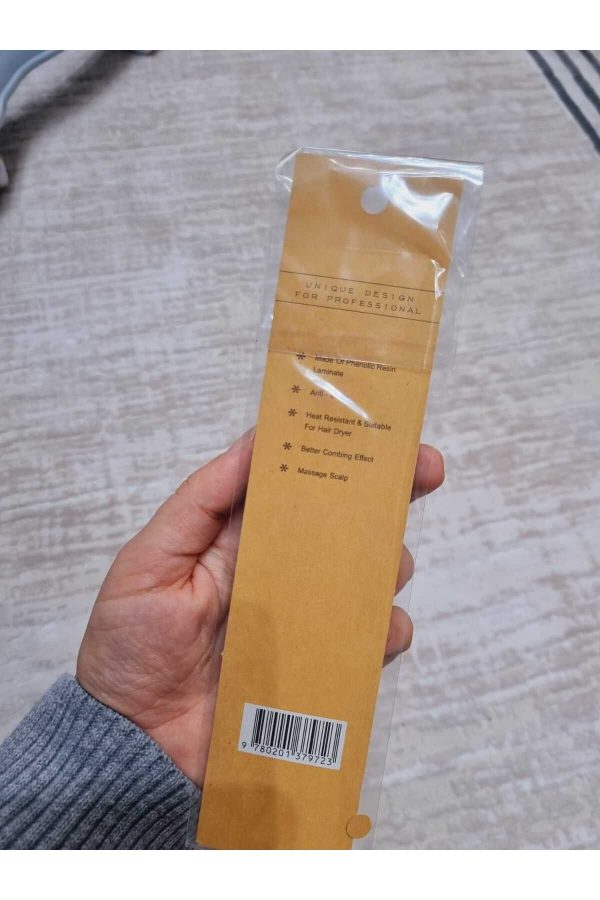 UNIQUE DESIGN
FOR PROFESSIONAL
* Made Of Phenolic Resin
Laminate
* Anti -
* Heat Resistant & Suitable
For Hair Dryer
* Better Combing Effect
* Massage Scalp
9 780201 379723